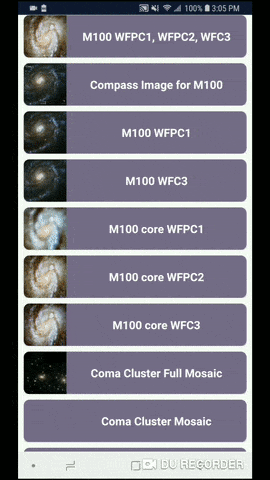 100% 3:05 PM
M100 WFPC1, WFPC2, WFC3
Compass Image for M100
M100 WFPC1
M100 WFC3
M100 core WFPC1
M100 core WFPC2
M100 core WFC3
Coma Cluster Full Mosaic
Coma Cluster Mosaic
DU RECORDER